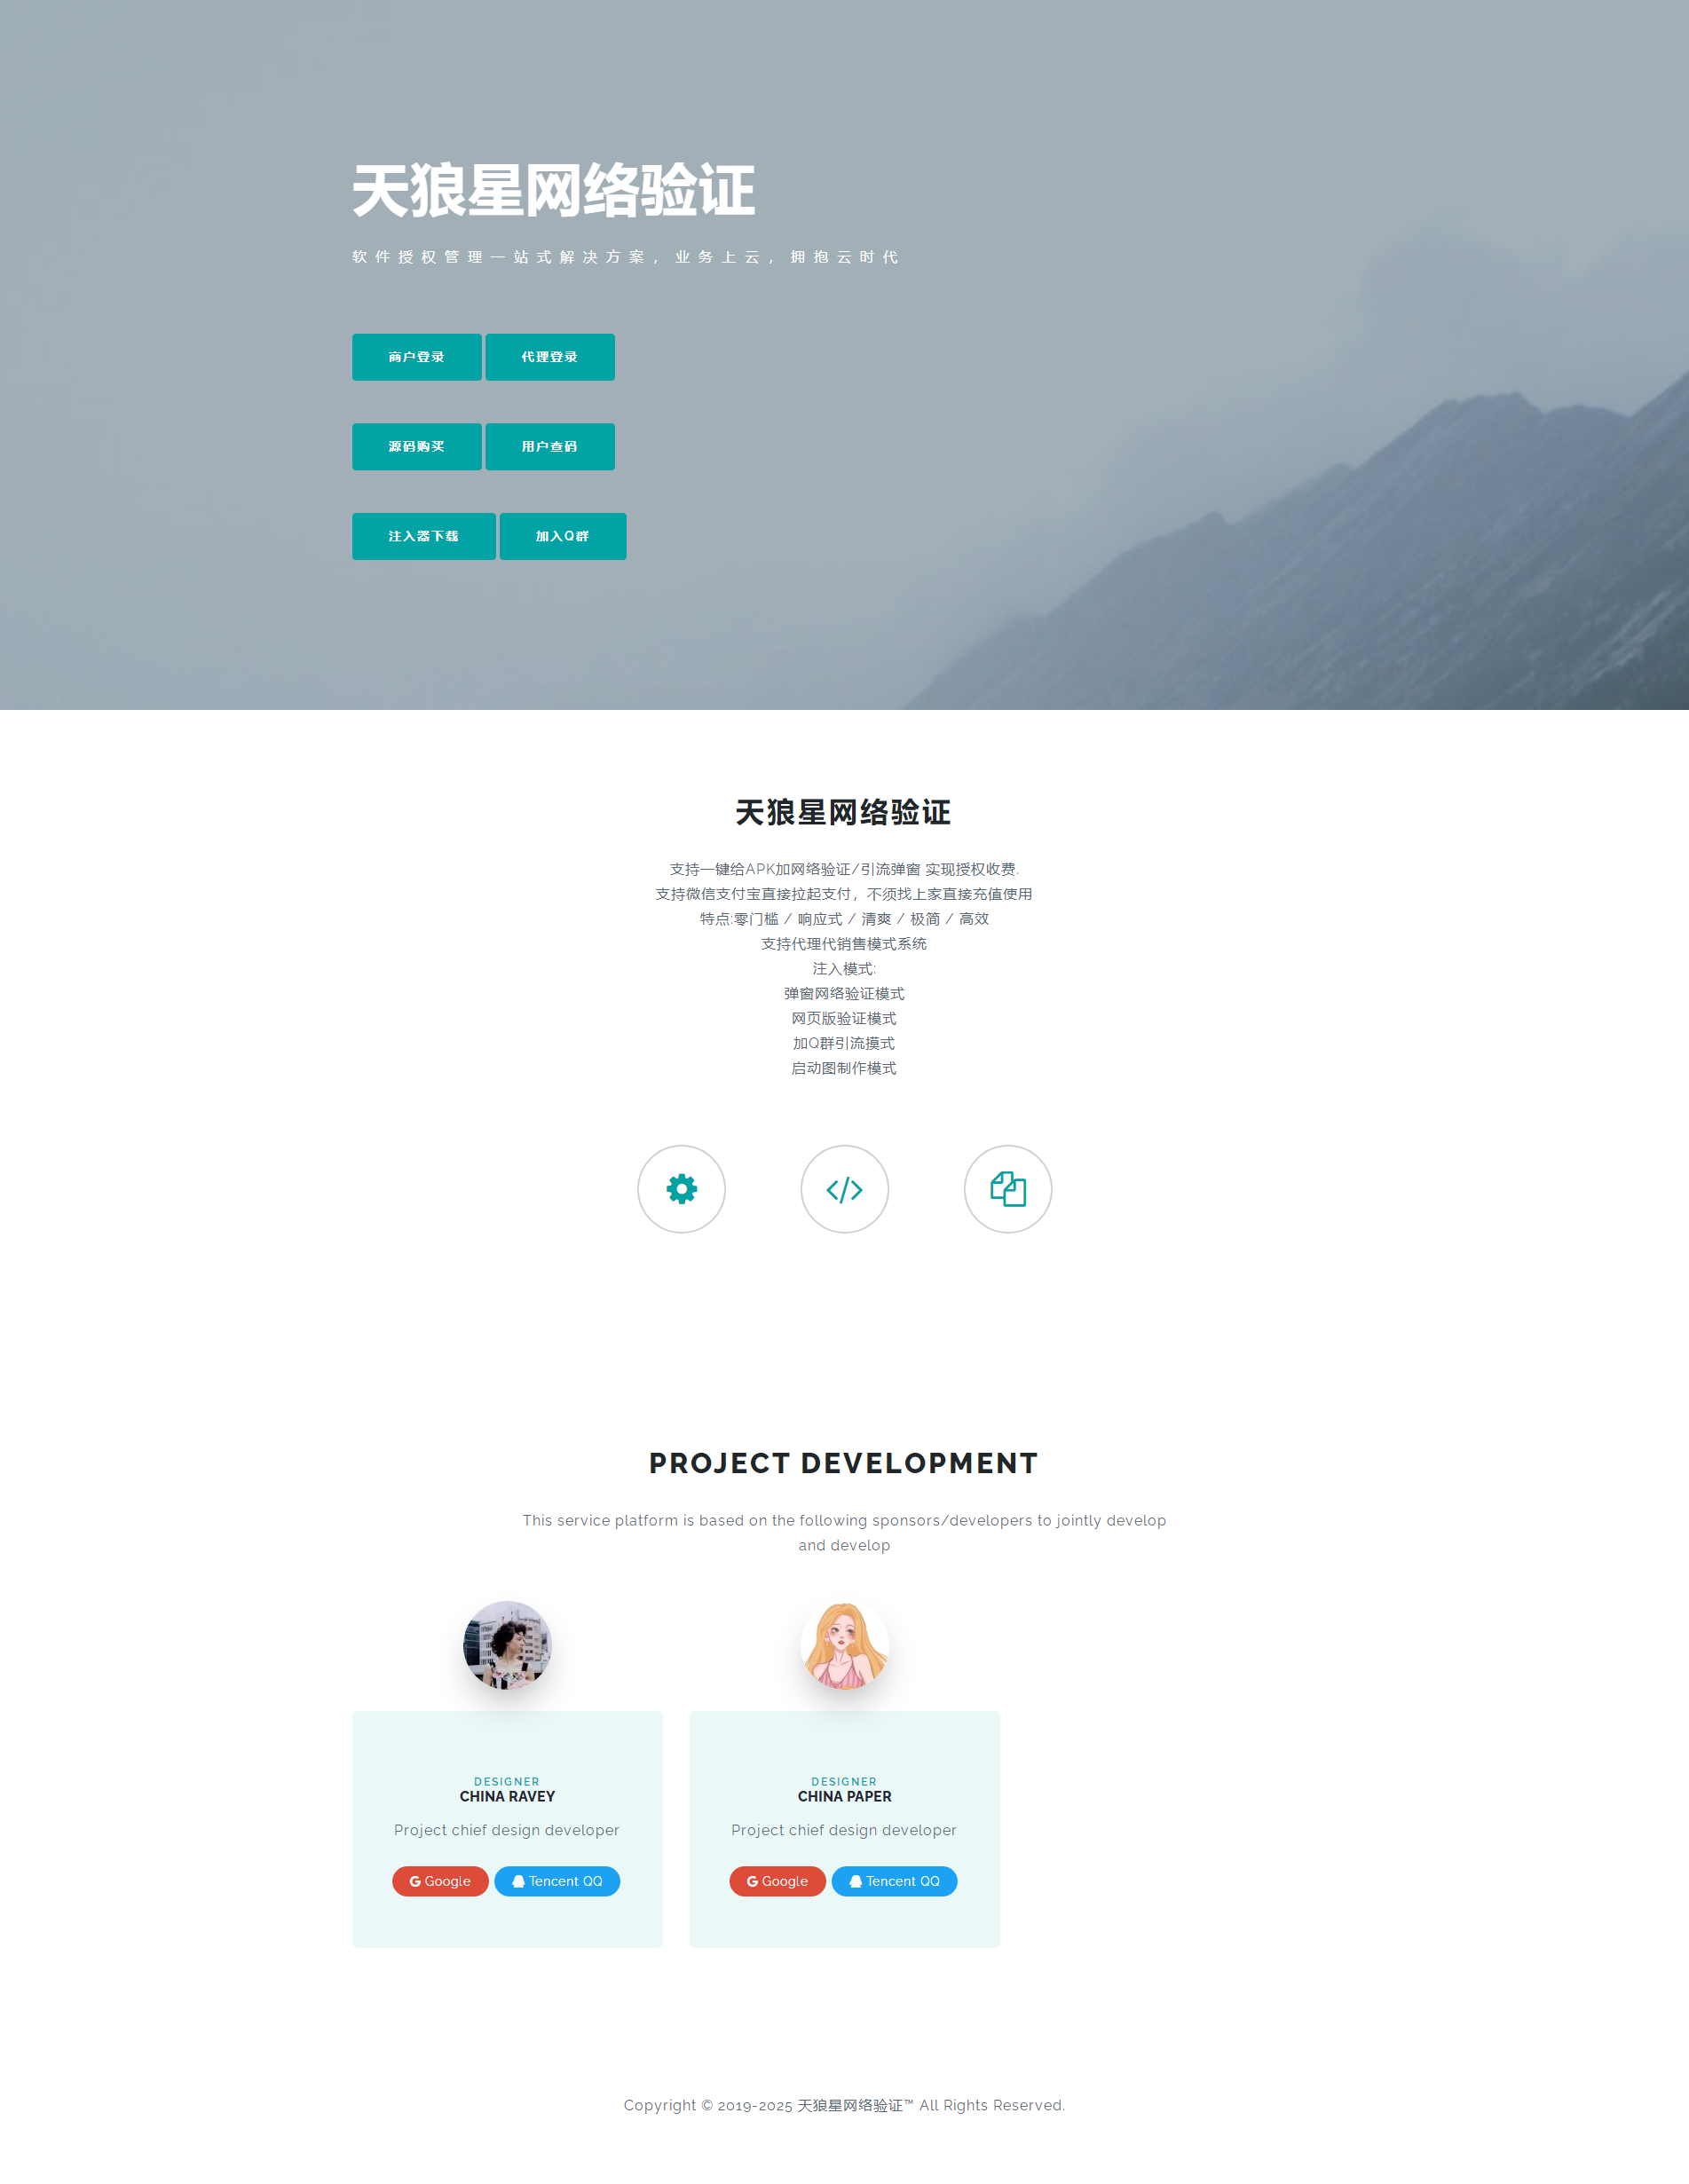 天狼星网络验证
软件授权管理一站式解决方案，业务上云，拥抱云时代
商户登录 代理登录
源码购买 用户查码
注入器下载 加入Q群
天狼星网络验证
支持一键给APK加网络验证/引流弹窗 实现授权收费.
支持微信支付宝直接拉起支付，不须找上家直接充值使用
特点:零门槛 / 响应式 / 清爽 / 极简 / 高效
支持代理代销售模式系统
注入模式:
弹窗网络验证模式
网页版验证模式
加Q群引流摸式
启动图制作模式
PROJECT DEVELOPMENT
This service platform is based on the following sponsors/developers to jointly develop
and develop
DESIGNER
CHINA RAVEY
Project chief design developer
Google Tencent QQ
DESIGNER
CHINA PAPER
Project chief design developer
Google Tencent QQ
Copyright © 2019-2025 天狼星网络验证™ All Rights Reserved.